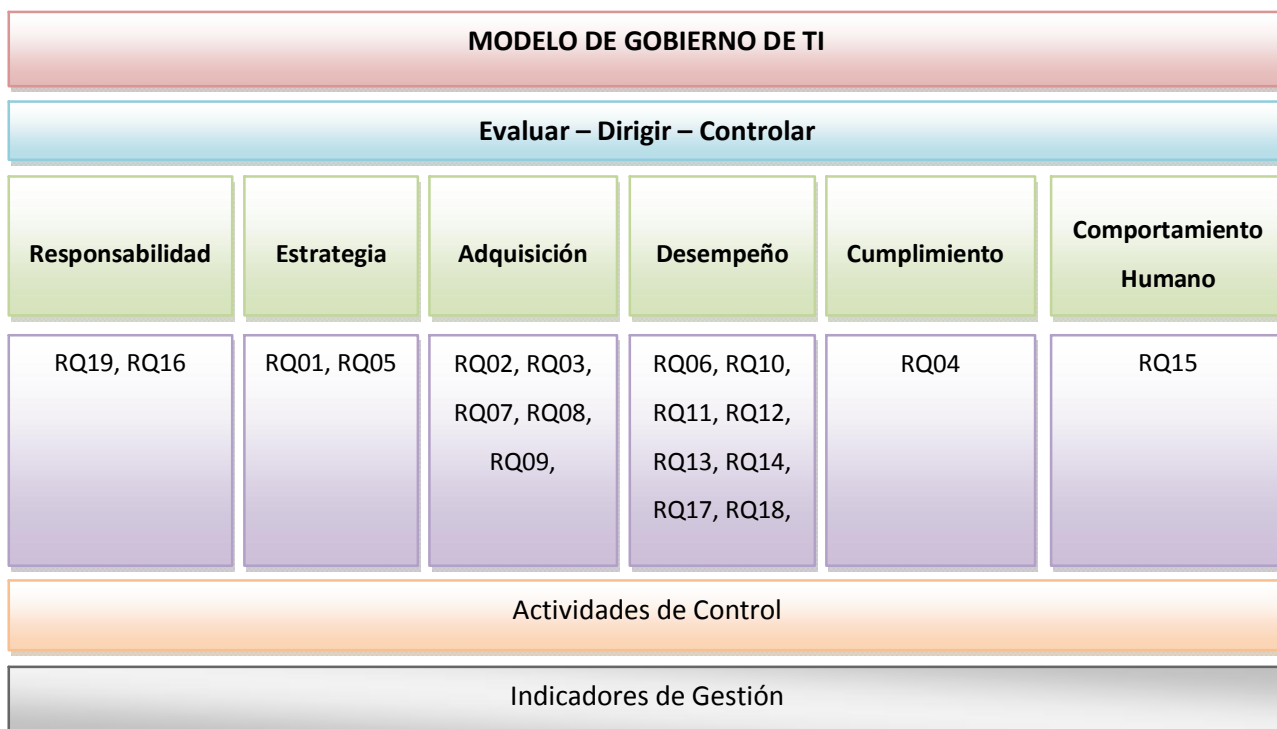 MODELO DE GOBIERNO DE TI
Evaluar – Dirigir – Controlar
Responsabilidad
Estrategia
Adquisición
Desempeño
Cumplimiento
Comportamiento
Humano
RQ19, RQ16
RQ01, RQ05
RQ02, RQ03,
RQ07, RQ08,
RQ09,
RQ06, RQ10,
RQ11, RQ12,
RQ13, RQ14,
RQ17, RQ18,
RQ04
RQ15
Actividades de Control
Indicadores de Gestión